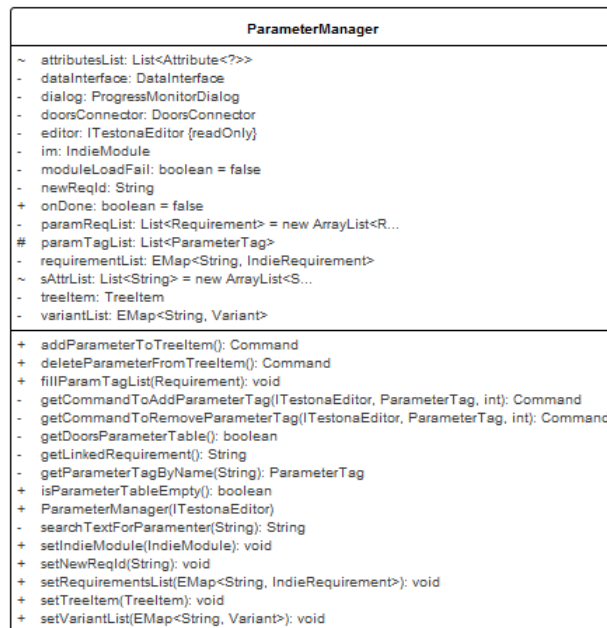 ParameterManager
~ attributesList: List<Attribute<?>>
- dataInterface: DataInterface
- dialog: ProgressMonitorDialog
- doorsConnector: DoorsConnector
- editor: ITestonaEditor {readOnly}
- im: IndieModule
- moduleLoadFail: boolean = false
- newReqId: String
+ onDone: boolean = false
- paramReqList: List<Requirement> = new ArrayList<R...
# paramTagList: List<ParameterTag>
- requirementList: EMap<String, IndieRequirement>
~ sAttrList: List<String> = new ArrayList<S...
- treeItem: TreeItem
- variantList: EMap<String, Variant>
+ addParameterToTreeItem(): Command
+ deleteParameterFromTreeItem(): Command
+ fillParamTagList(Requirement): void
- getCommandToAddParameterTag(ITestonaEditor, ParameterTag, int): Command
- getCommandToRemoveParameterTag(ITestonaEditor, ParameterTag, int): Command
- getDoorsParameterTable(): boolean
- getLinkedRequirement(): String
- getParameterTagByName(String): ParameterTag
+ isParameterTableEmpty(): boolean
+ ParameterManager(ITestonaEditor)
- searchTextForParamenter(String): String
+ setIndieModule(IndieModule): void
+ setNewReqId(String): void
+ setRequirementsList(EMap<String, IndieRequirement>): void
+ setTreeItem(TreeItem): void
+ setVariantList(EMap<String, Variant>): void